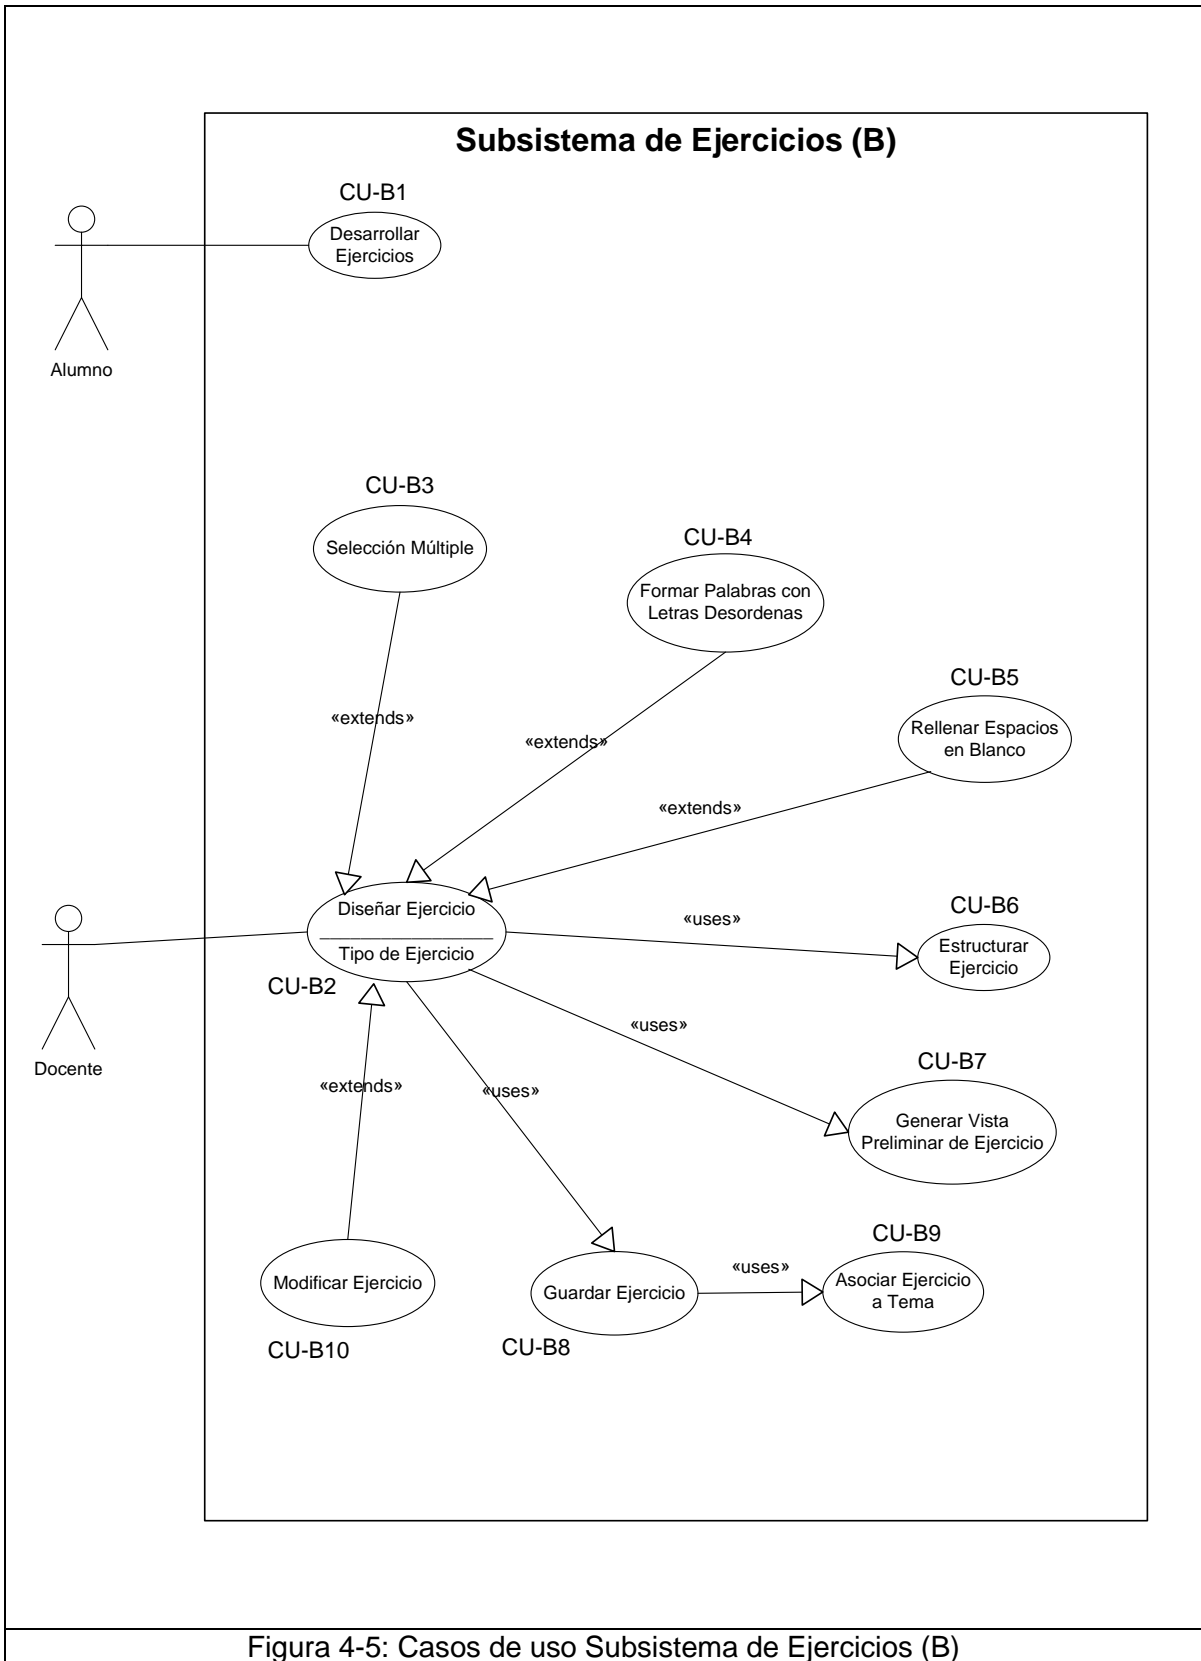 Subsistema de Ejercicios (B)
CU-B1
Desarrollar
Ejercicios
Alumno
CU-B3
Selección Múltiple
CU-B4
Formar Palabras con
Letras Desordenas
CU-B5
Rellenar Espacios
en Blanco
«extends»
«extends»
«extends»
Diseñar Ejercicio
Tipo de Ejercicio
CU-B2
«uses»
CU-B6
Estructurar
Ejercicio
Docente
«uses»
«extends»
«uses»
CU-B7
Generar Vista
Preliminar de Ejercicio
Modificar Ejercicio
CU-B10
Guardar Ejercicio
CU-B8
«uses»
CU-B9
Asociar Ejercicio
a Tema
Figura 4-5: Casos de uso Subsistema de Ejercicios (B)